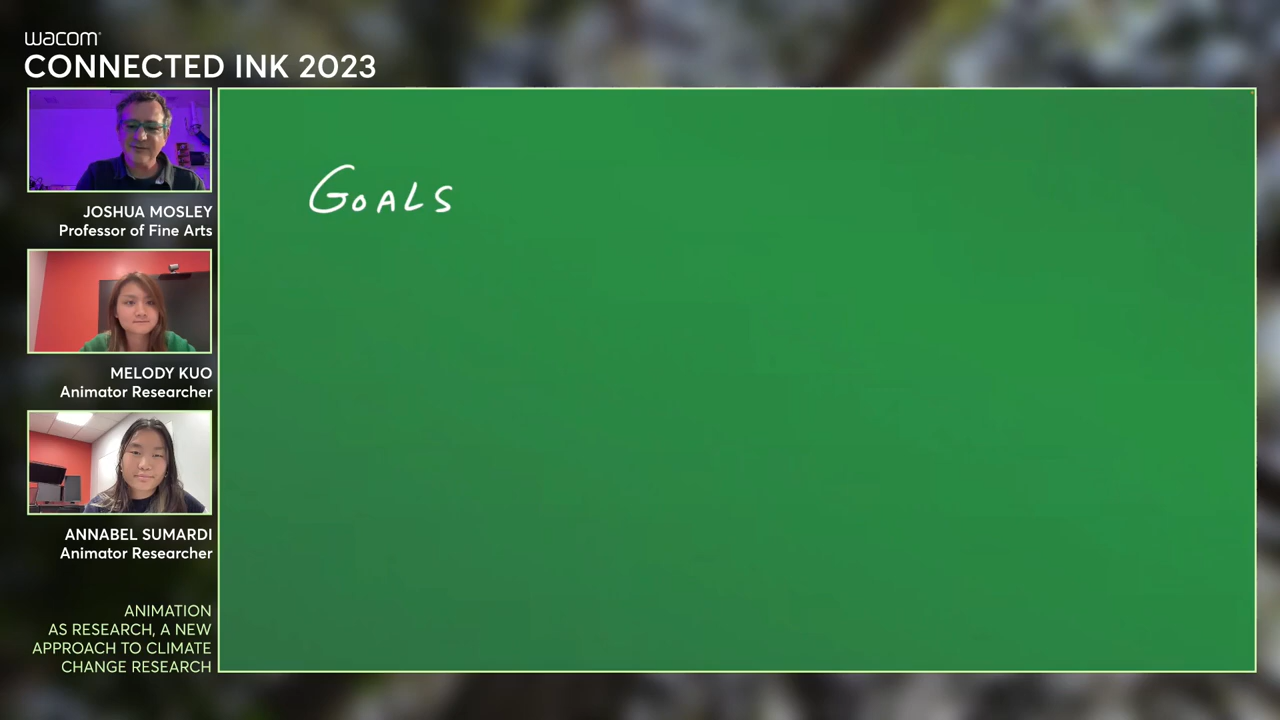 wacom
CONNECTED INK 2023
JOSHUA MOSLEY
Professor of Fine Arts
MELODY KUO
Animator Researcher
ANNABEL SUMARDI
Animator Researcher
ANIMATION
AS RESEARCH, A NEW
APPROACH TO CLIMATE
CHANGE RESEARCH
GOALS